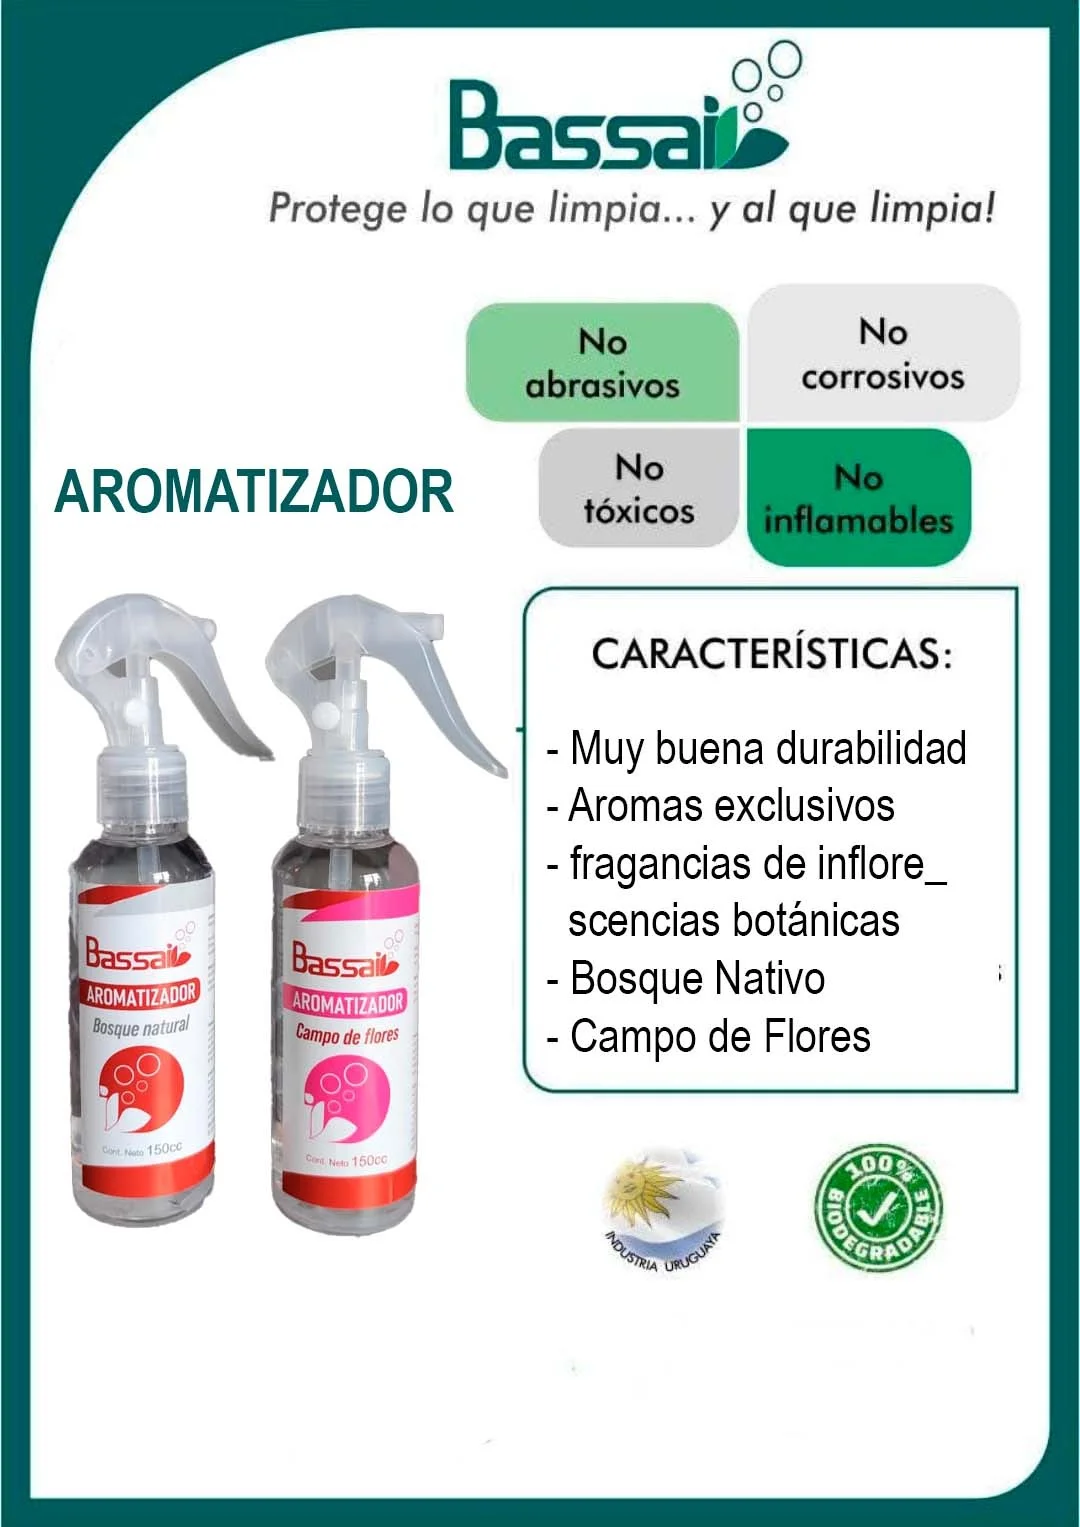 Bassai
Protege lo que limpia... y al que limpia!
No
abrasivos
No
corrosivos
No
tóxicos
No
inflamables
AROMATIZADOR
CARACTERÍSTICAS:
- Muy buena durabilidad
- Aromas exclusivos
- fragancias de inflore_
scencias botánicas
- Bosque Nativo
- Campo de Flores
Bassai
AROMATIZADOR
Bosque natural
Cont. Neto 150cc
Bassai
AROMATIZADOR
Campo de flores
Cont. Neto 150cc
INDUSTRIA URUGUAYA
100%
BIODEGRADABLE